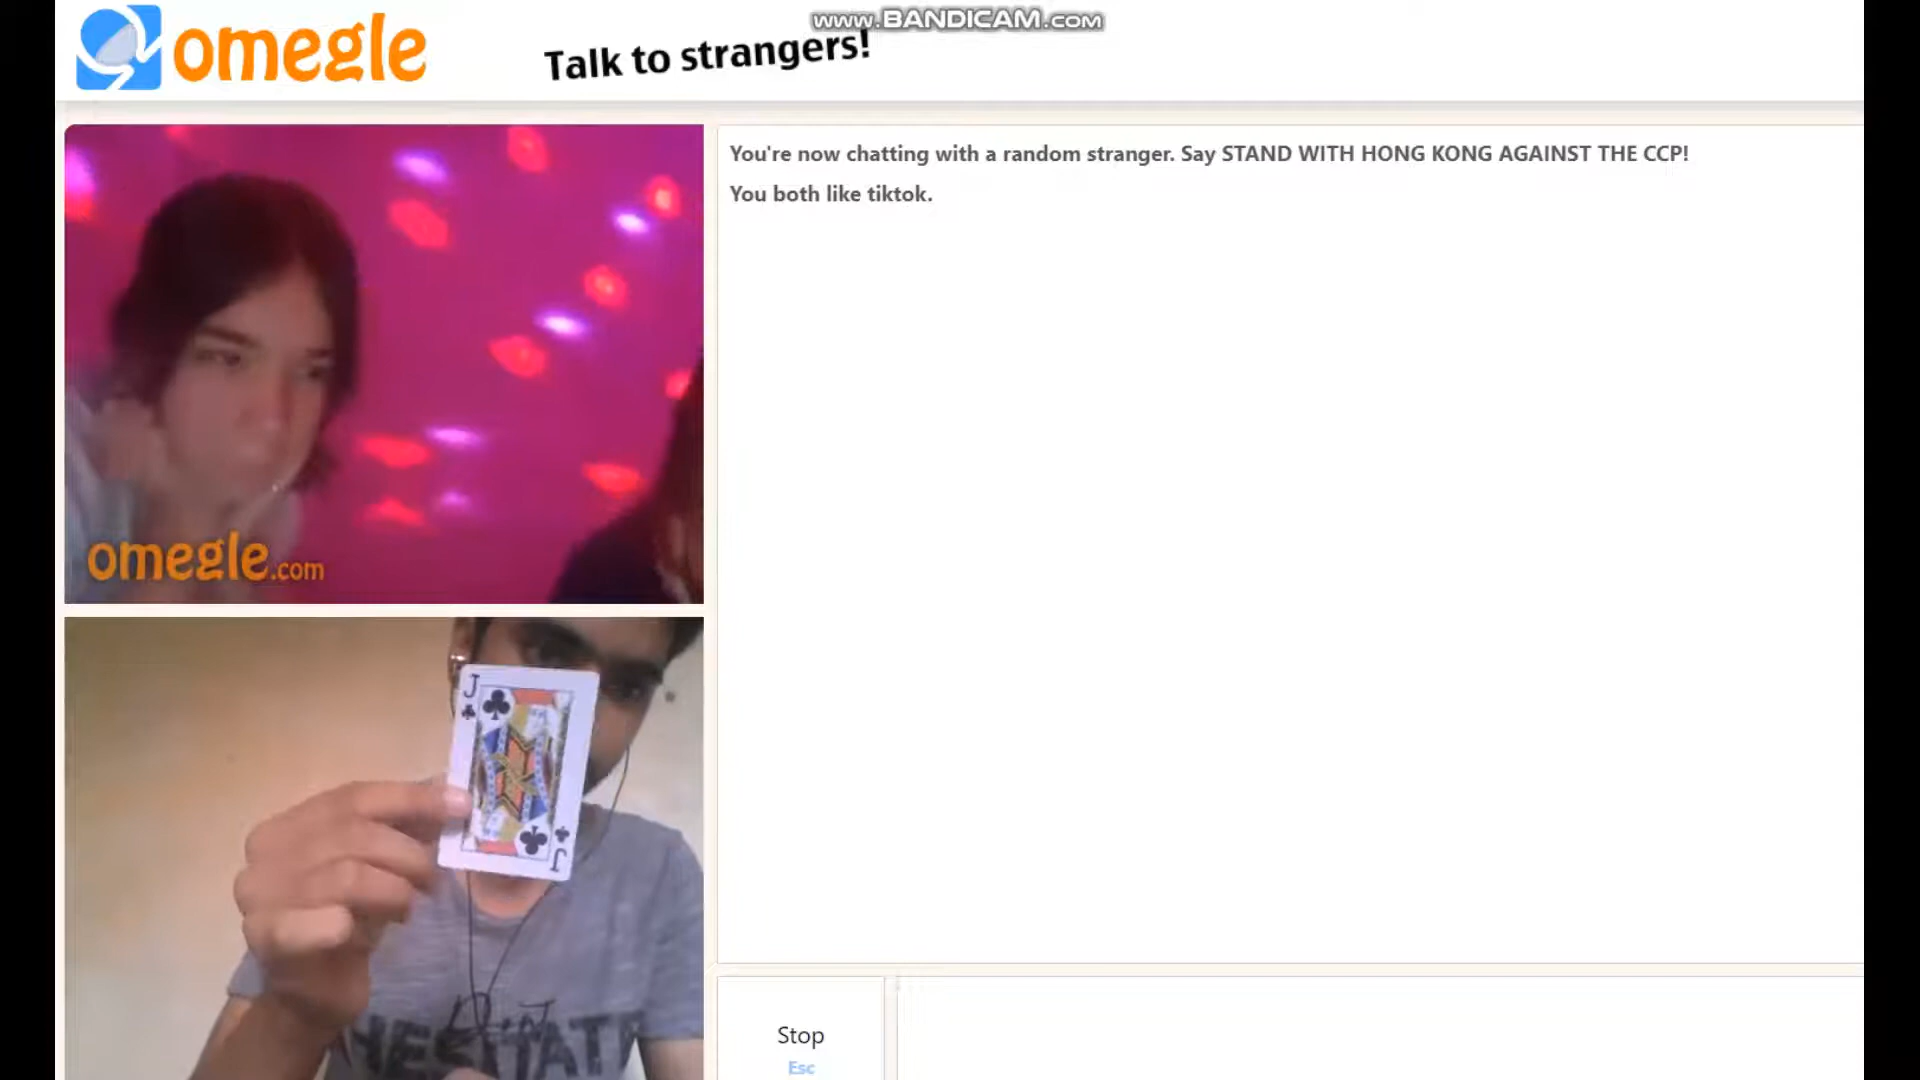 www.BANDICAM.com
omegle
Talk to strangers!
You're now chatting with a random stranger. Say STAND WITH HONG KONG AGAINST THE CCP!
You both like tiktok.
omegle.com
J
J
Stop
Esc